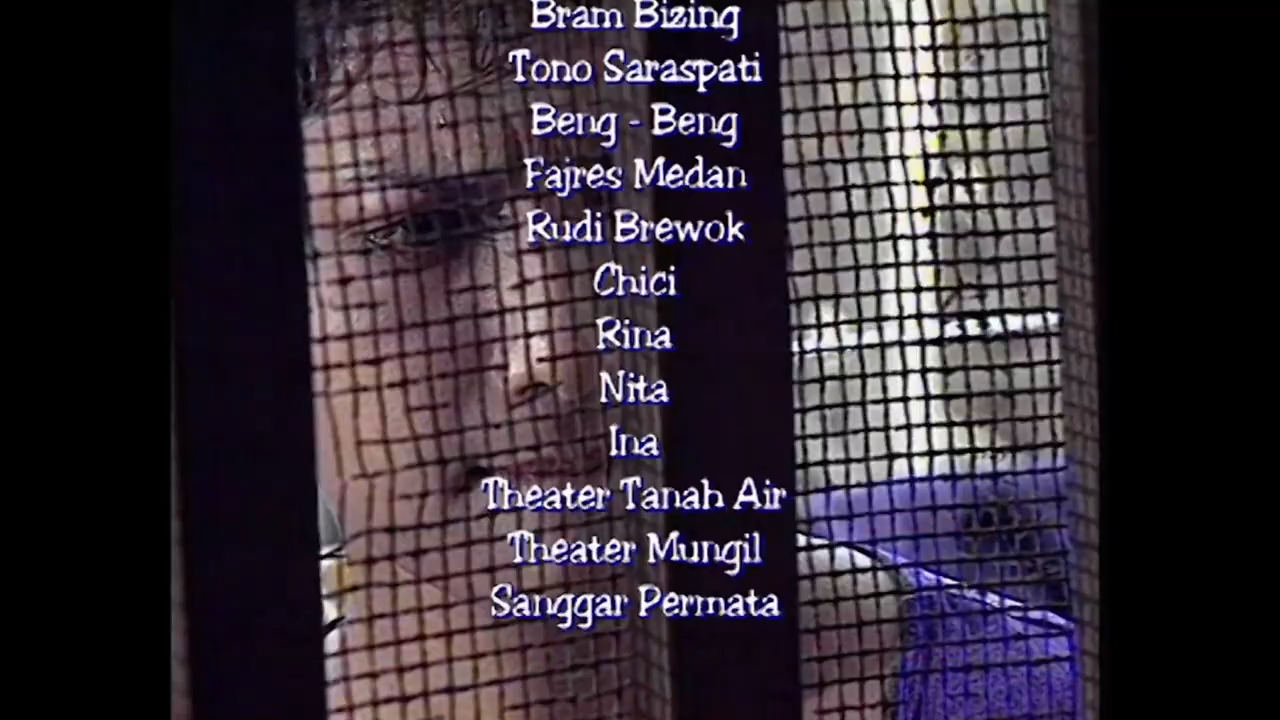 Bram Bizing
Tono Saraspati
Beng - Beng
Fajres Medan
Rudi Brewok
Chici
Rina
Nita
Ina
Theater Tanah Air
Theater Mungil
Sanggar Permata